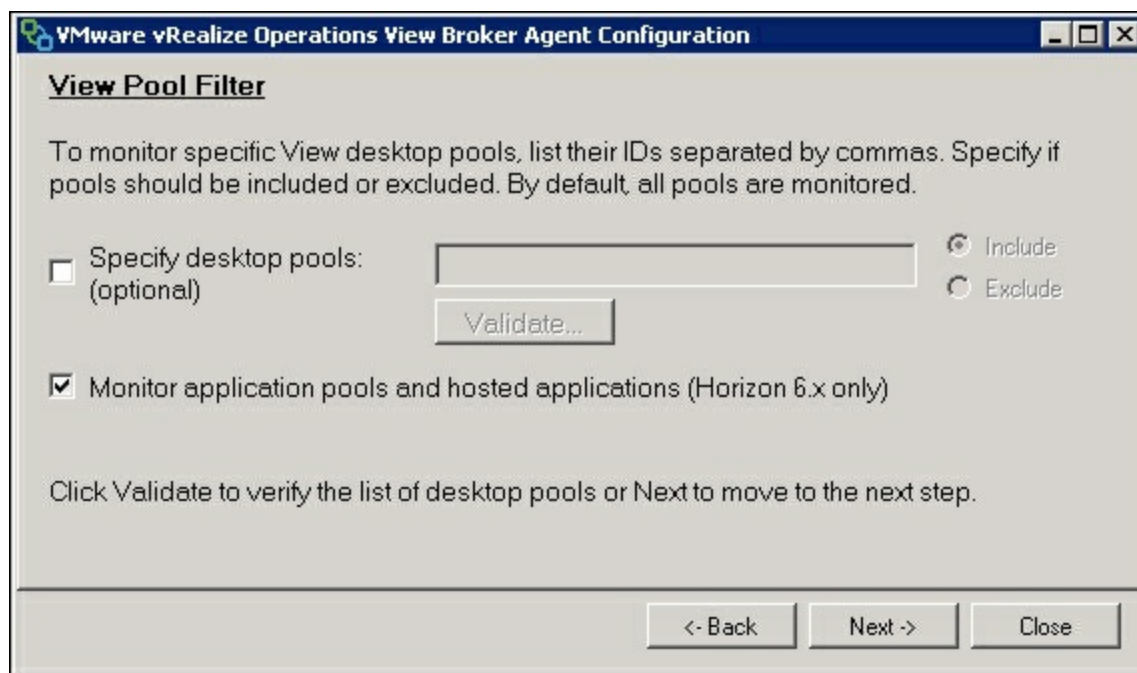 VMware vRealize Operations View Broker Agent Configuration
View Pool Filter
To monitor specific View desktop pools, list their IDs separated by commas. Specify if
pools should be included or excluded. By default, all pools are monitored.
Specify desktop pools:
(optional)
Include
Exclude
Validate...
Monitor application pools and hosted applications (Horizon 6.x only)
Click Validate to verify the list of desktop pools or Next to move to the next step.
<- Back
Next ->
Close